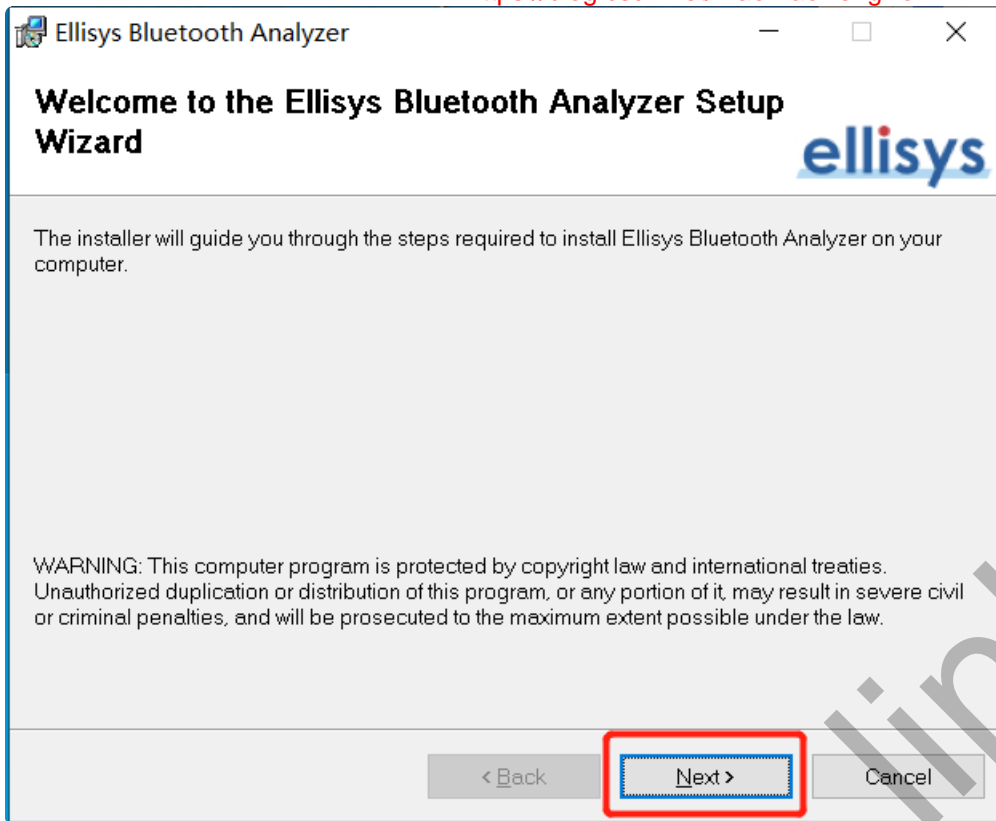 Ellisys Bluetooth Analyzer
Welcome to the Ellisys Bluetooth Analyzer Setup
Wizard
ellisys
The installer will guide you through the steps required to install Ellisys Bluetooth Analyzer on your
computer.
WARNING: This computer program is protected by copyright law and international treaties.
Unauthorized duplication or distribution of this program, or any portion of it, may result in severe civil
or criminal penalties, and will be prosecuted to the maximum extent possible under the law.
< Back
Next >
Cancel